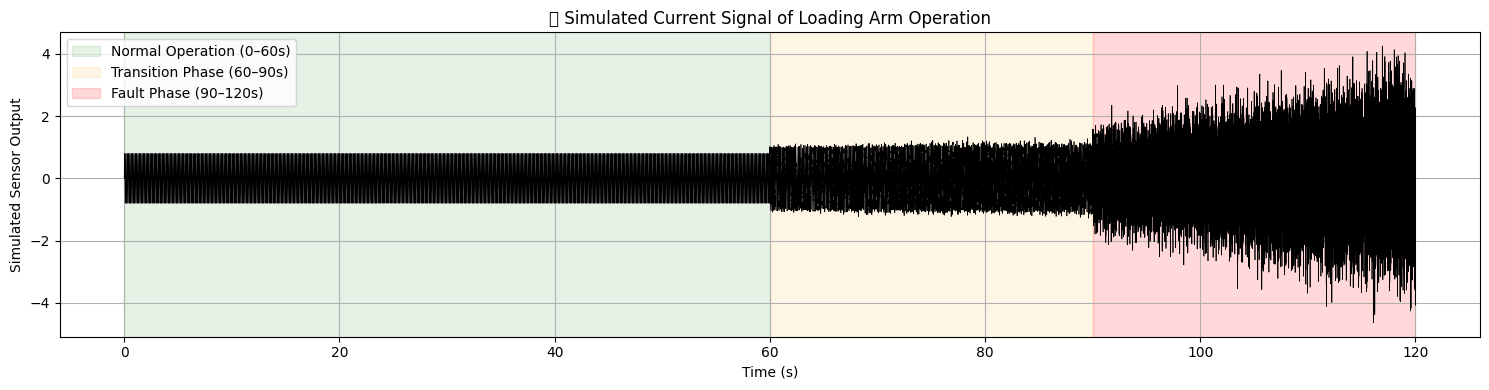 Simulated Current Signal of Loading Arm Operation
Normal Operation (0–60s)
Transition Phase (60–90s)
Fault Phase (90–120s)
Simulated Sensor Output
4
2
0
−2
−4
0 20 40 60 80 100 120
Time (s)